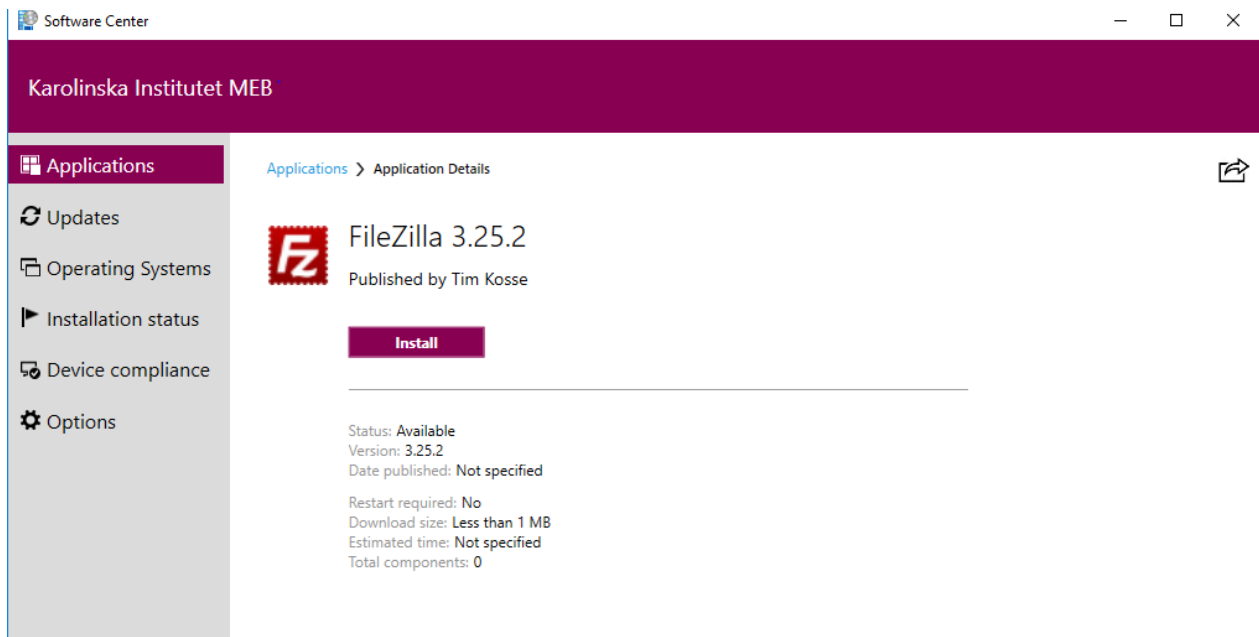 Software Center
Karolinska Institutet MEB
Applications
Updates
Operating Systems
Installation status
Device compliance
Options
Applications ❯ Application Details
Fz
FileZilla 3.25.2
Published by Tim Kosse
Install
Status: Available
Version: 3.25.2
Date published: Not specified
Restart required: No
Download size: Less than 1 MB
Estimated time: Not specified
Total components: 0